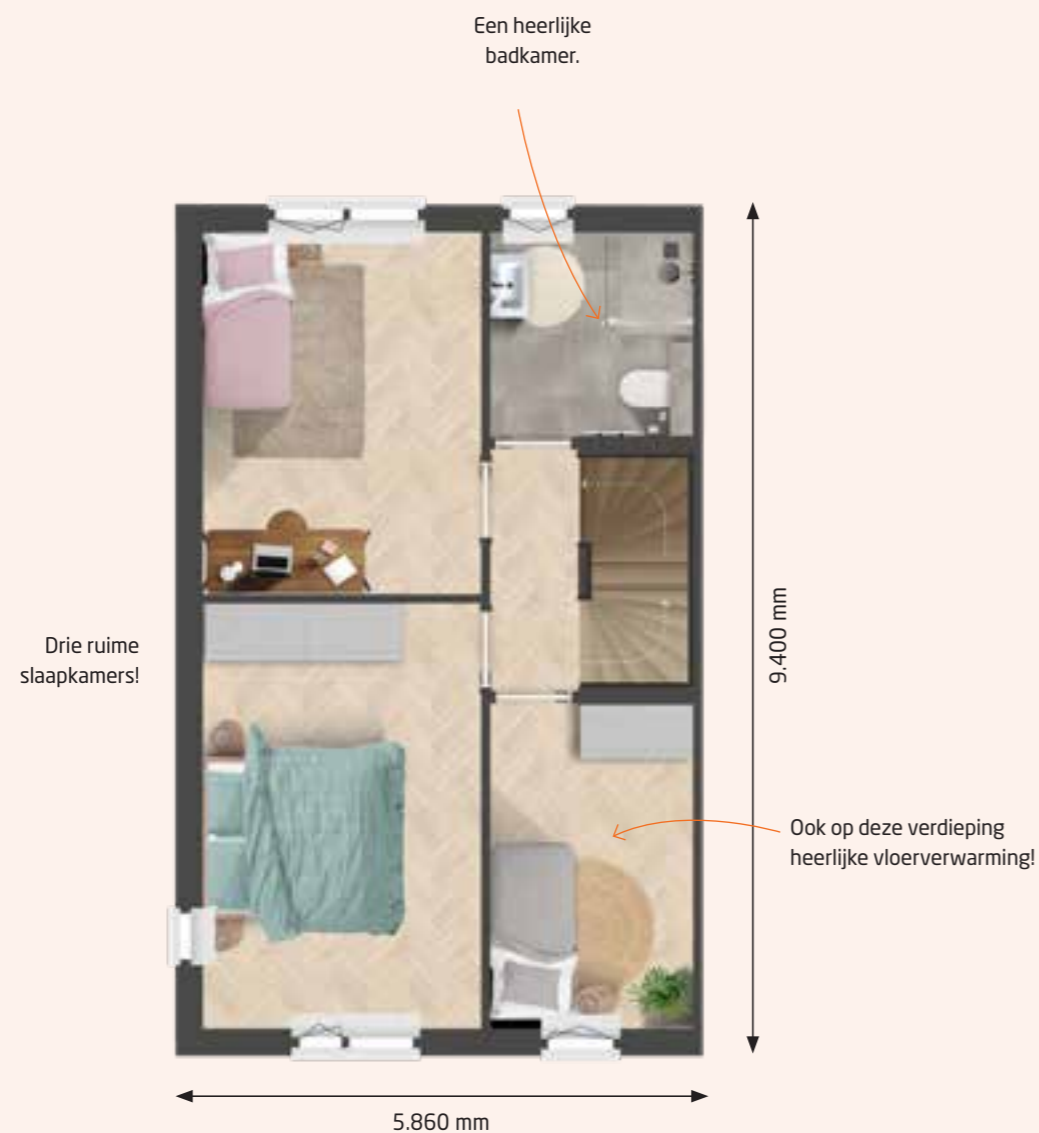 Een heerlijke
badkamer.
Drie ruime
slaapkamers!
9.400 mm
Ook op deze verdieping
heerlijke vloerverwarming!
5.860 mm